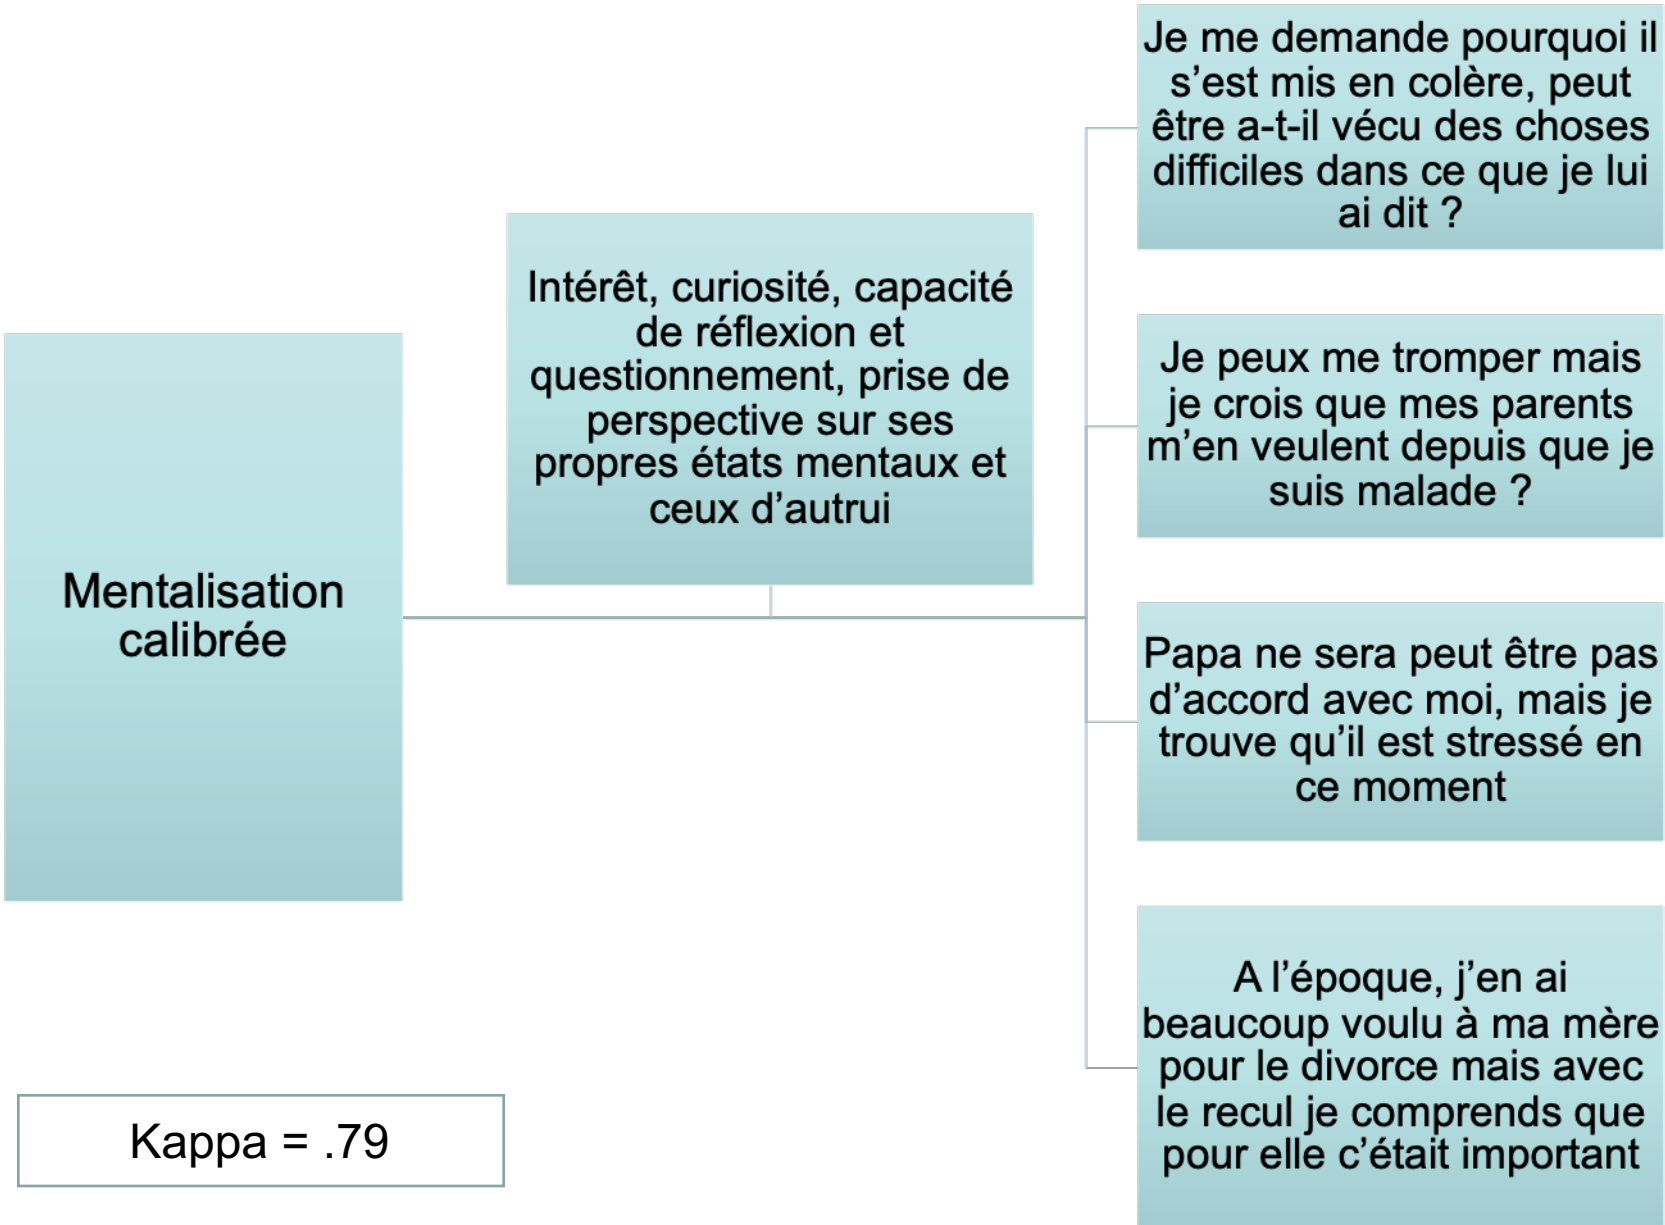 Mentalisation
calibrée
Intérêt, curiosité, capacité
de réflexion et
questionnement, prise de
perspective sur ses
propres états mentaux et
ceux d’autrui
Je me demande pourquoi il
s’est mis en colère, peut
être a-t-il vécu des choses
difficiles dans ce que je lui
ai dit ?
Je peux me tromper mais
je crois que mes parents
m’en veulent depuis que je
suis malade ?
Papa ne sera peut être pas
d’accord avec moi, mais je
trouve qu’il est stressé en
ce moment
A l’époque, j’en ai
beaucoup voulu à ma mère
pour le divorce mais avec
le recul je comprends que
pour elle c’était important
Kappa = .79